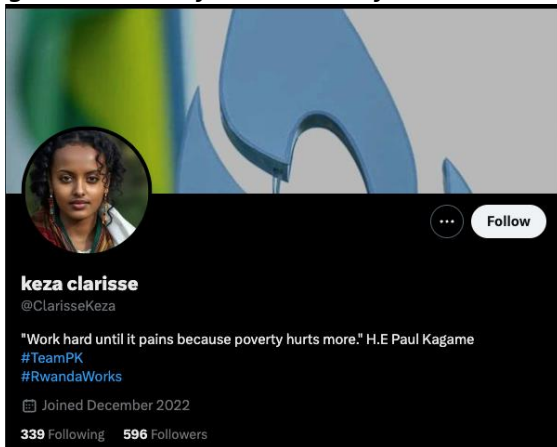 Follow
keza clarisse
@ClarisseKeza
"Work hard until it pains because poverty hurts more." H.E Paul Kagame
#TeamPK
#RwandaWorks
Joined December 2022
339 Following 596 Followers